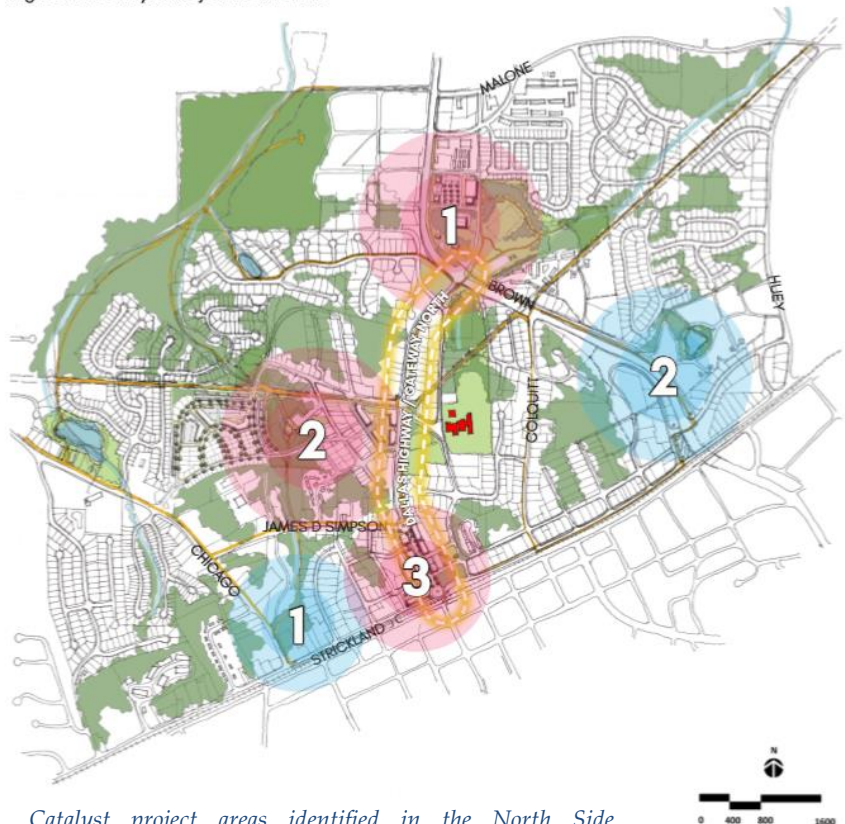 MALONE
1
BROWN
HUEY
2
DALLAS HIGHWAY / GATEWAY NORTH
COLQUITT
2
JAMES D SIMPSON
3
CHICAGO
1
STRICKLAND
N
0 400 800 1600
Catalyst project areas identified in the North Side